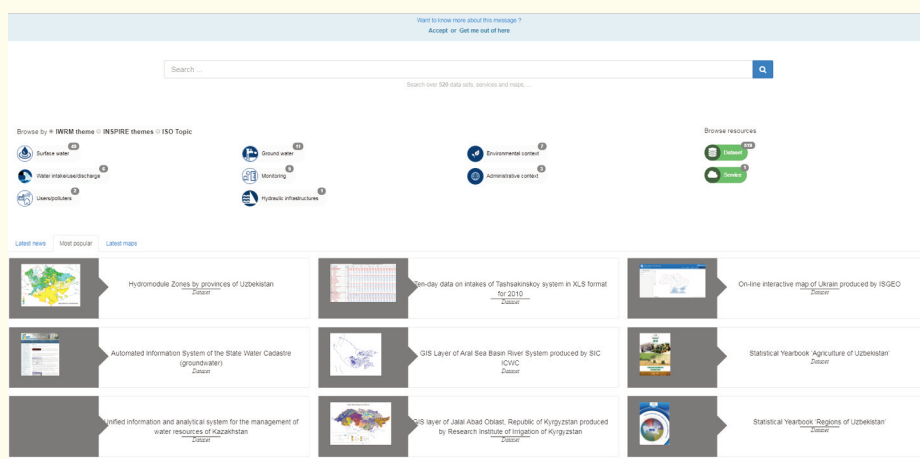 Want to know more about this message ?
Accept or Get me out of here
Search ...
Search over 520 data sets, services and maps, ...
Browse by IWRM theme INSPIRE themes ISO Topic
Browse resources
Surface water
Ground water
Environmental context 7
Dataset 519
Water intake/use/discharge
Monitoring
Administrative context
Service 1
Users/polluters 2
Hydraulic infrastructures 1
Latest news Most popular Latest maps
Hydromodule Zones by provinces of Uzbekistan
Dataset
Ten-day data on intakes of Tashsakinskoy system in XLS format
for 2010
Dataset
On-line interactive map of Ukrain produced by ISGEO
Dataset
Automated Information System of the State Water Cadastre
(groundwater)
Dataset
GIS Layer of Aral Sea Basin River System produced by SIC
ICWC
Dataset
Statistical Yearbook 'Agriculture of Uzbekistan'
Dataset
Unified information and analytical system for the management of
water resources of Kazakhstan
Dataset
GIS layer of Jalal Abad Oblast, Republic of Kyrgyzstan produced
by Research Institute of Irrigation of Kyrgyzstan
Dataset
Statistical Yearbook 'Regions of Uzbekistan'
Dataset